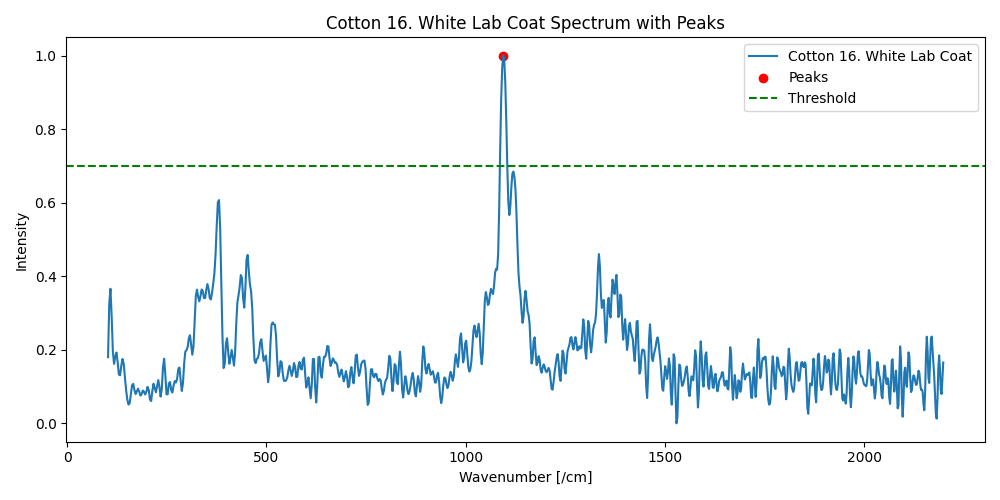 Cotton 16. White Lab Coat Spectrum with Peaks
Cotton 16. White Lab Coat
Peaks
Threshold
Intensity
1.0
0.8
0.6
0.4
0.2
0.0
0 500 1000 1500 2000
Wavenumber [/cm]